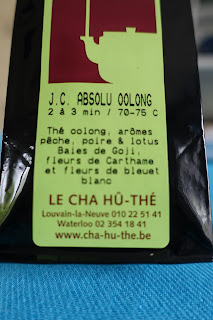 J.C. ABSOLU OOLONG
2 à 3 min / 70-75 C
Thé oolong, arômes
pêche, poire & lotus
Baies de Goji,
fleurs de Carthame
et fleurs de bleuet
blanc
LE CHA HÛ-THÉ
Louvain-la-Neuve 010 22 51 41
Waterloo 02 354 18 41
www.cha-hu-the.be